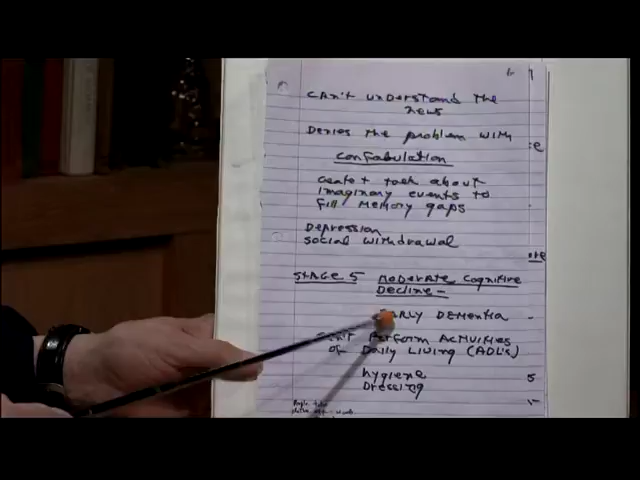 Can't understand the
news
Denies the problem with
confabulation
Create + talk about
imaginary events to
fill memory gaps
Depression
social withdrawal
STAGE 5 Moderate Cognitive
Decline -
EARLY DEMENTIA
Can't Perform Activities
of Daily Living (ADL's)
hygiene
Dressing